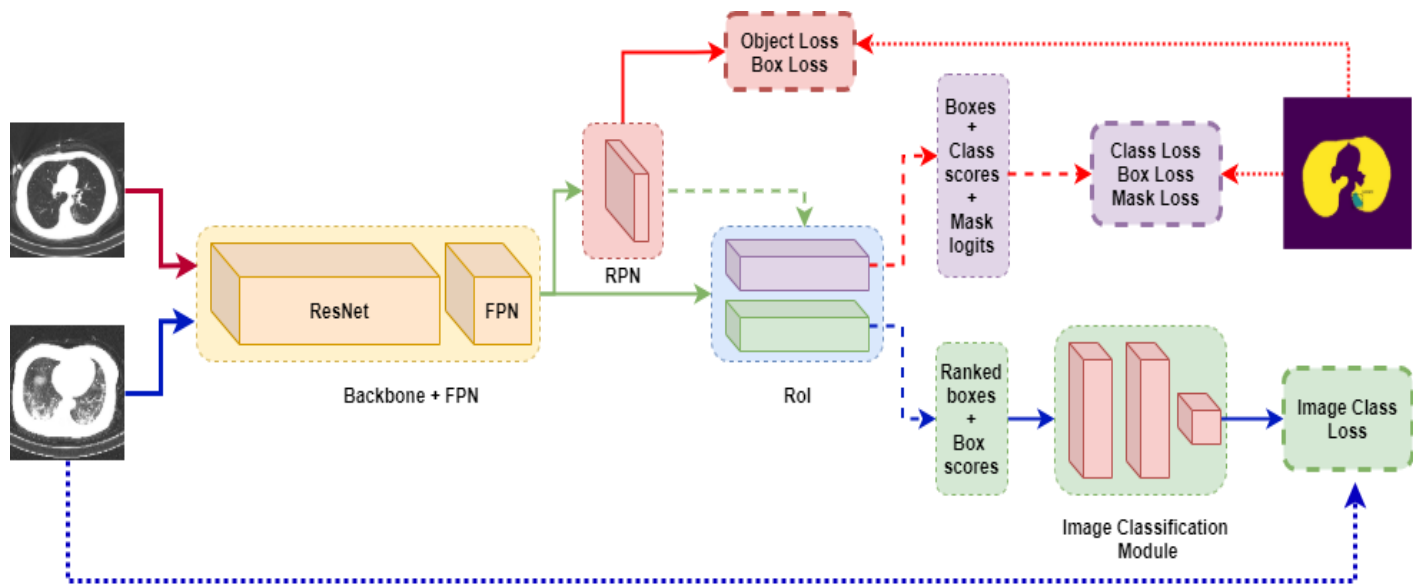 Object Loss
Box Loss
Boxes
+
Class
scores
+
Mask
logits
Class Loss
Box Loss
Mask Loss
RPN
ResNet
FPN
Backbone + FPN
RoI
Ranked
boxes
+
Box
scores
Image Class
Loss
Image Classification
Module